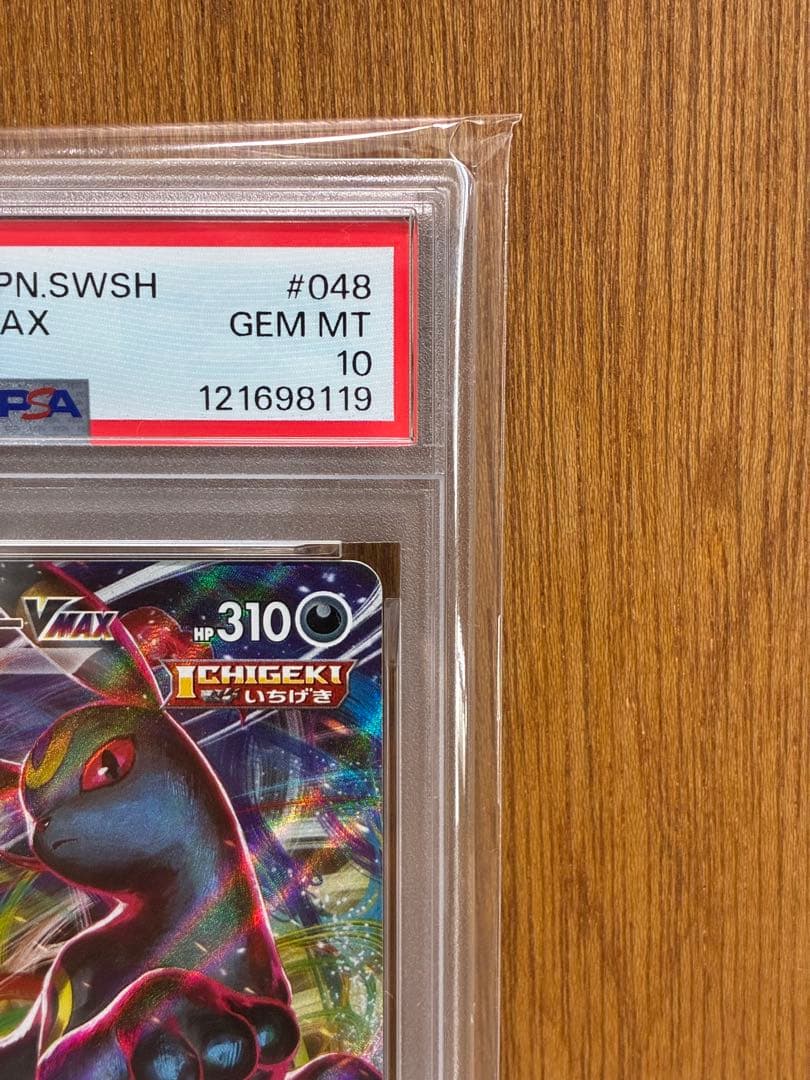 PN.SWSH #048
AX GEM MT
10
PSA 121698119
VMAX HP 310
ICHIGEKI
いちげき